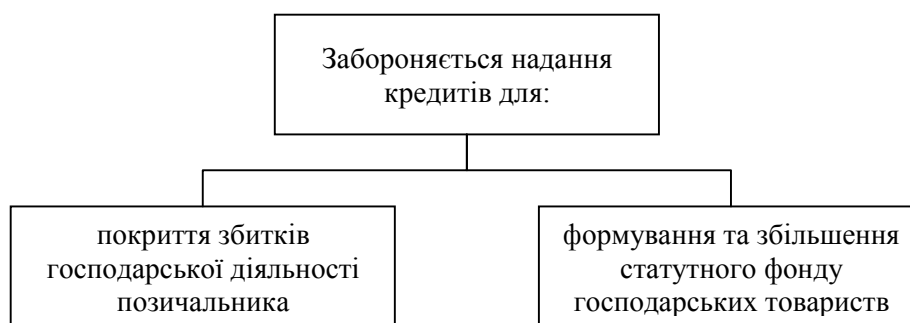 Забороняється надання
кредитів для:
покриття збитків
господарської діяльності
позичальника
формування та збільшення
статутного фонду
господарських товариств